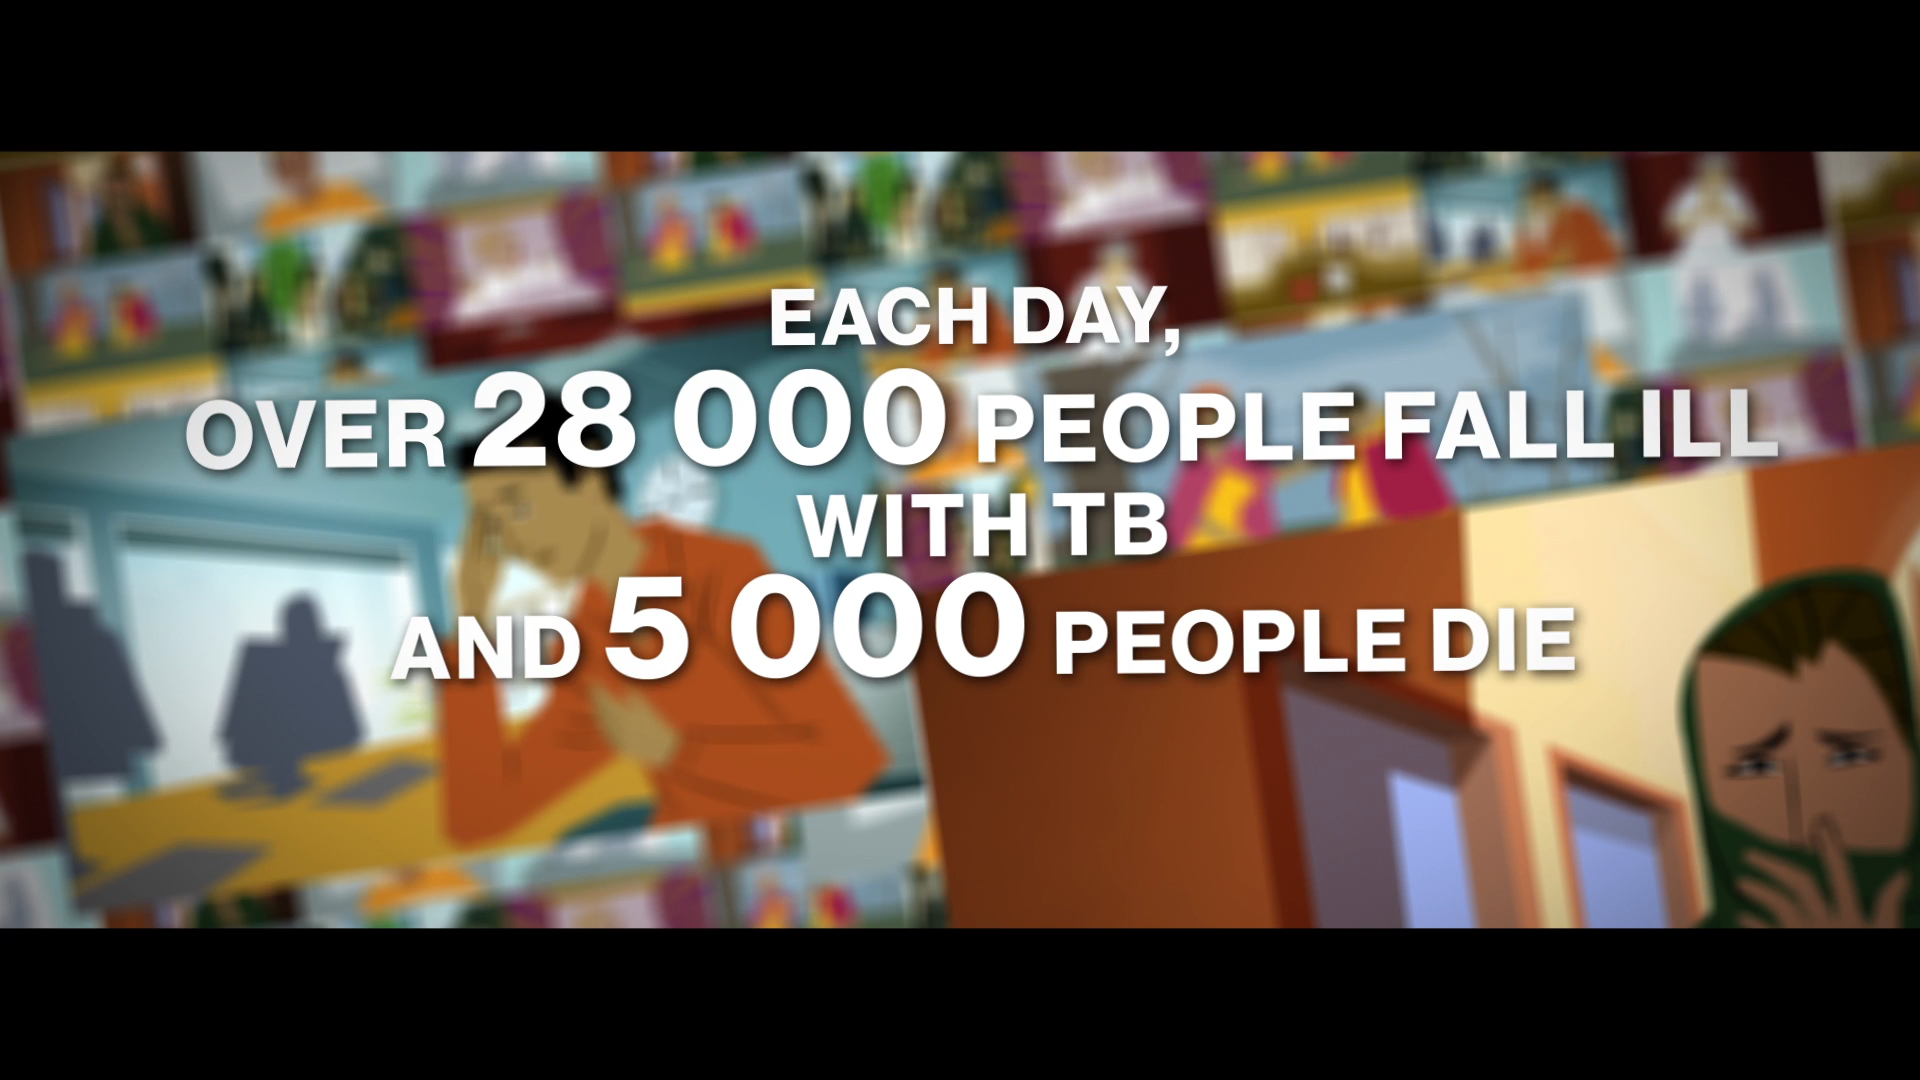 EACH DAY,
OVER 28 000 PEOPLE FALL ILL
WITH TB
AND 5 000 PEOPLE DIE